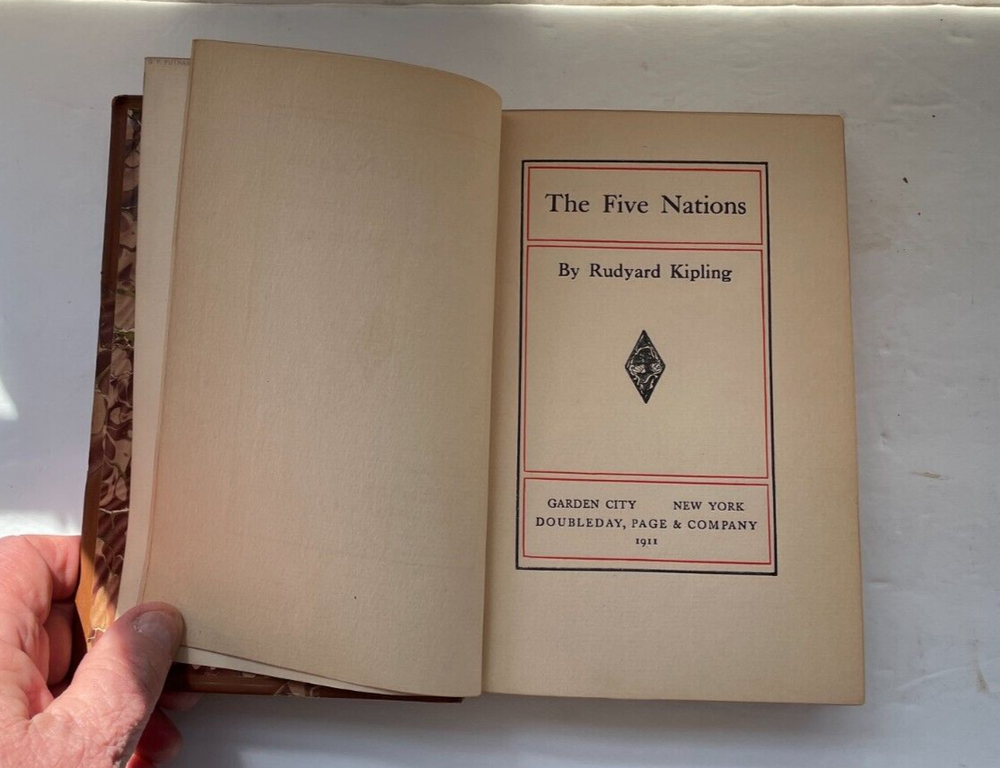 The Five Nations
By Rudyard Kipling
GARDEN CITY NEW YORK
DOUBLEDAY, PAGE & COMPANY
1911